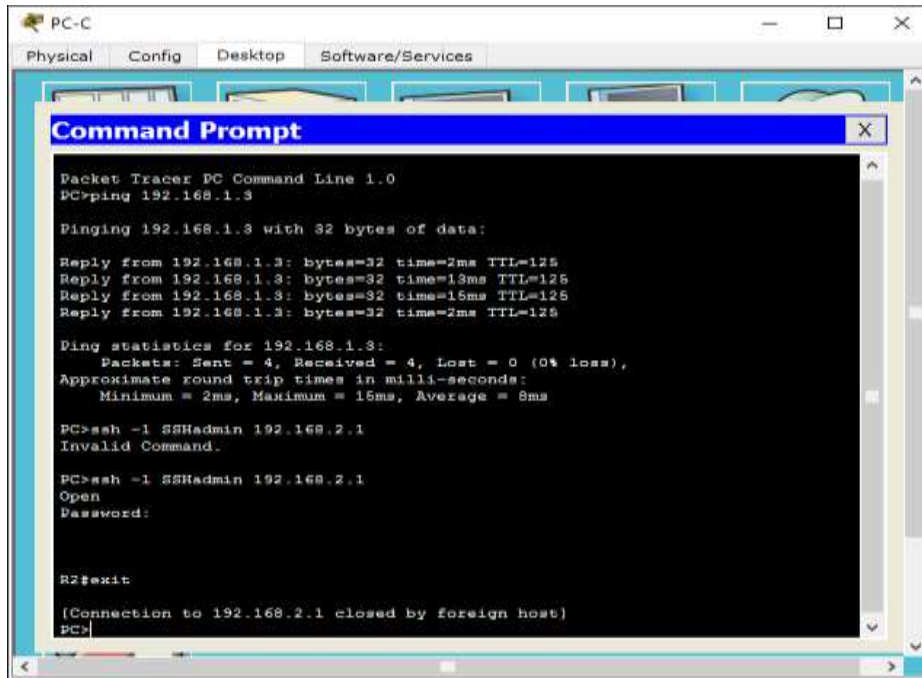 PC-C
Physical Config Desktop Software/Services
Command Prompt
X
Packet Tracer PC Command Line 1.0
PC>ping 192.168.1.3
Pinging 192.168.1.3 with 32 bytes of data:
Reply from 192.168.1.3: bytes=32 time=2ms TTL=125
Reply from 192.168.1.3: bytes=32 time=13ms TTL=125
Reply from 192.168.1.3: bytes=32 time=15ms TTL=125
Reply from 192.168.1.3: bytes=32 time=2ms TTL=125
Ping statistics for 192.168.1.3:
Packets: Sent = 4, Received = 4, Lost = 0 (0% loss),
Approximate round trip times in milli-seconds:
Minimum = 2ms, Maximum = 15ms, Average = 8ms
PC>ssh -1 SSHadmin 192.168.2.1
Invalid Command.
PC>ssh -l SSHadmin 192.168.2.1
Open
Password:
R2#exit
[Connection to 192.168.2.1 closed by foreign host]
PC>